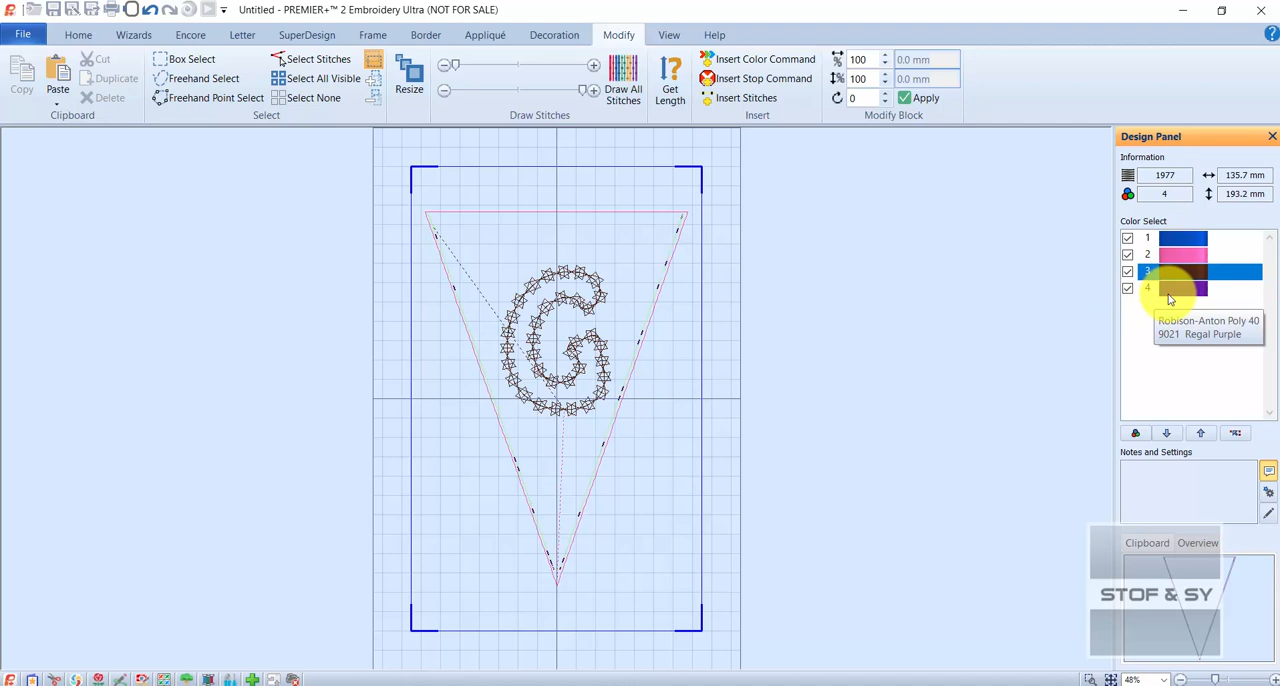 Untitled - PREMIER+™ 2 Embroidery Ultra (NOT FOR SALE)
File Home Wizards Encore Letter SuperDesign Frame Border Appliqué Decoration Modify View Help
Copy
Paste
Cut
Duplicate
Delete
Clipboard
Box Select
Freehand Select
Freehand Point Select
Select Stitches
Select All Visible
Select None
Select
Resize
Draw All
Stitches
Draw Stitches
Get
Length
Insert Color Command
Insert Stop Command
Insert Stitches
Insert
% 100 0.0 mm
% 100 0.0 mm
0 Apply
Modify Block
Design Panel
Information
1977 135.7 mm
4 193.2 mm
Color Select
1
2
3
4
Robison-Anton Poly 40
9021 Regal Purple
Notes and Settings
Clipboard Overview
STOF & SY
G
48%